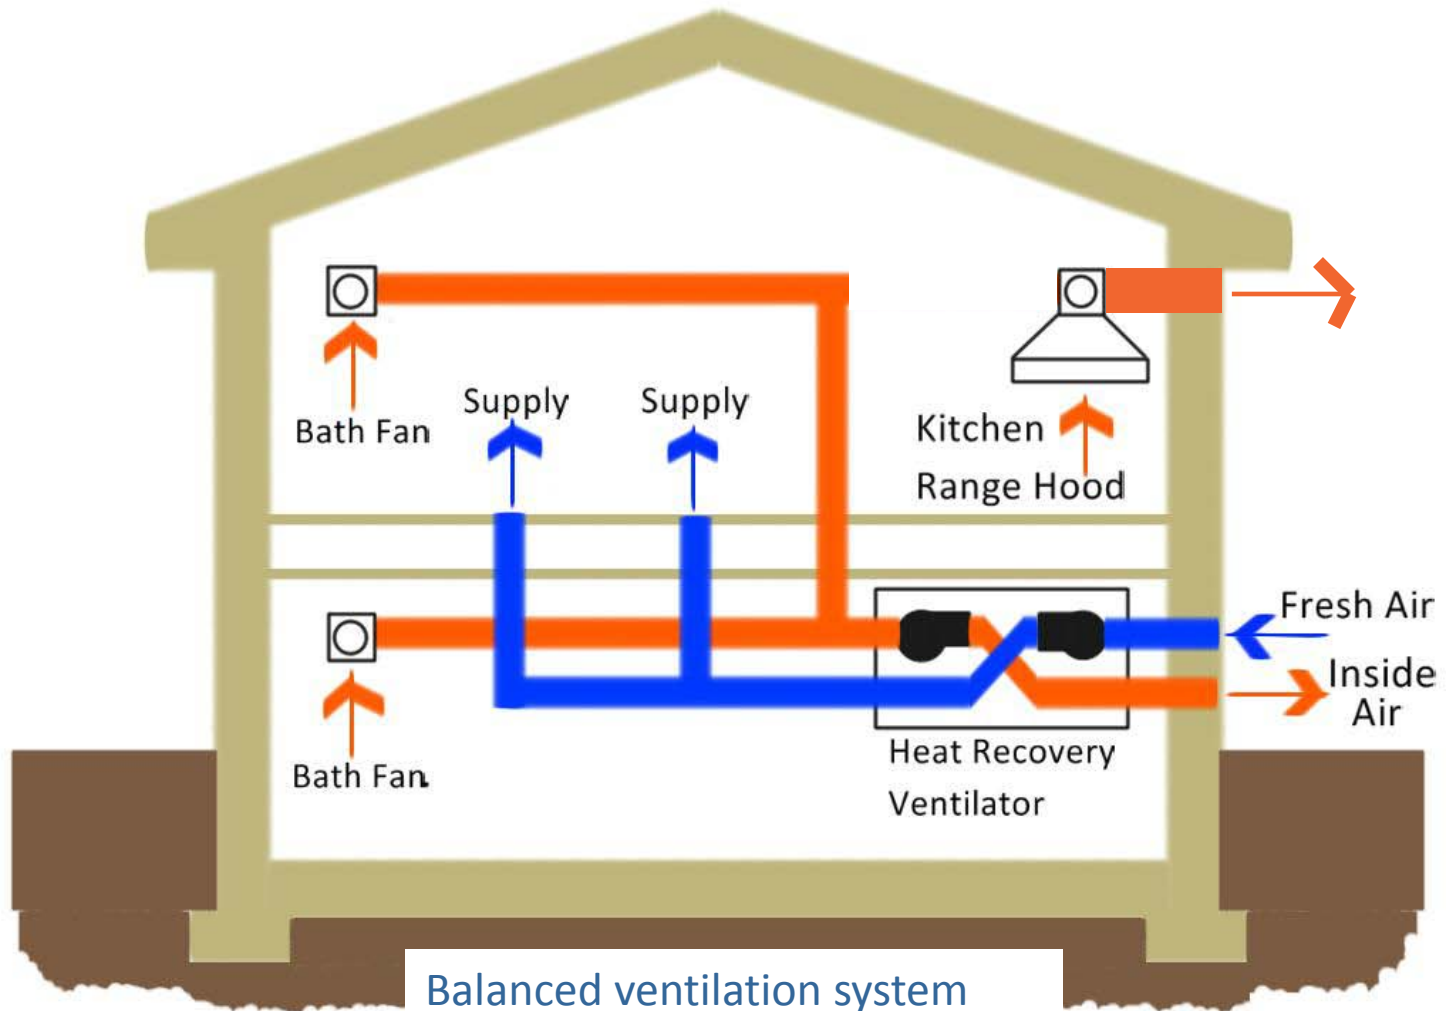 Supply
Supply
Bath Fan
Kitchen
Range Hood
Fresh Air
Inside
Air
Bath Fan.
Heat Recovery
Ventilator
Balanced ventilation system